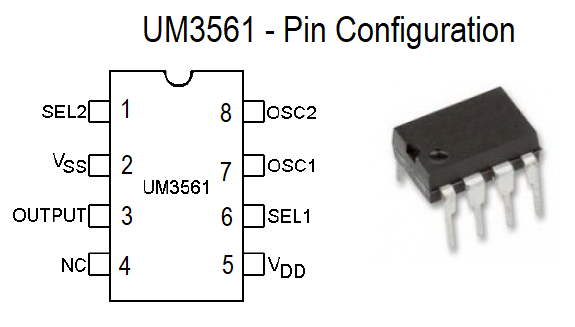 UM3561 - Pin Configuration
SEL2 1 8 OSC2
VSS 2 7 OSC1
UM3561
OUTPUT 3 6 SEL1
NC 4 5 VDD